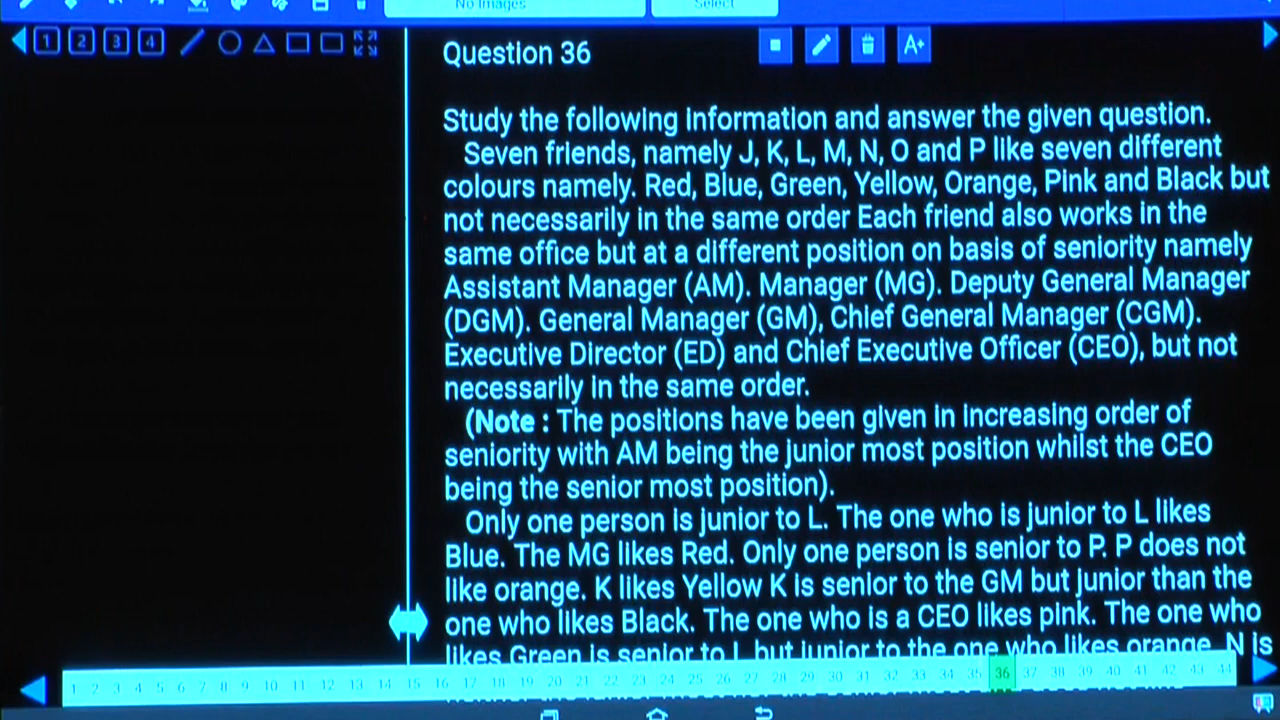 No Images
Select
1 2 3 4
A+
Question 36
Study the following information and answer the given question.
Seven friends, namely J, K, L, M, N, O and P like seven different
colours namely. Red, Blue, Green, Yellow, Orange, Pink and Black but
not necessarily in the same order Each friend also works in the
same office but at a different position on basis of seniority namely
Assistant Manager (AM). Manager (MG). Deputy General Manager
(DGM). General Manager (GM), Chief General Manager (CGM).
Executive Director (ED) and Chief Executive Officer (CEO), but not
necessarily in the same order.
(Note : The positions have been given in increasing order of
seniority with AM being the junior most position whilst the CEO
being the senior most position).
Only one person is junior to L. The one who is junior to L likes
Blue. The MG likes Red. Only one person is senior to P. P does not
like orange. K likes Yellow K is senior to the GM but junior than the
one who likes Black. The one who is a CEO likes pink. The one who
likes Green is senior to L but junior to the one who likes orange. N is
1 2 3 4 5 6 7 8 9 10 11 12 13 14 15 16 17 18 19 20 21 22 23 24 25 26 27 28 29 30 31 32 33 34 35 36 37 38 39 40 41 42 43 44